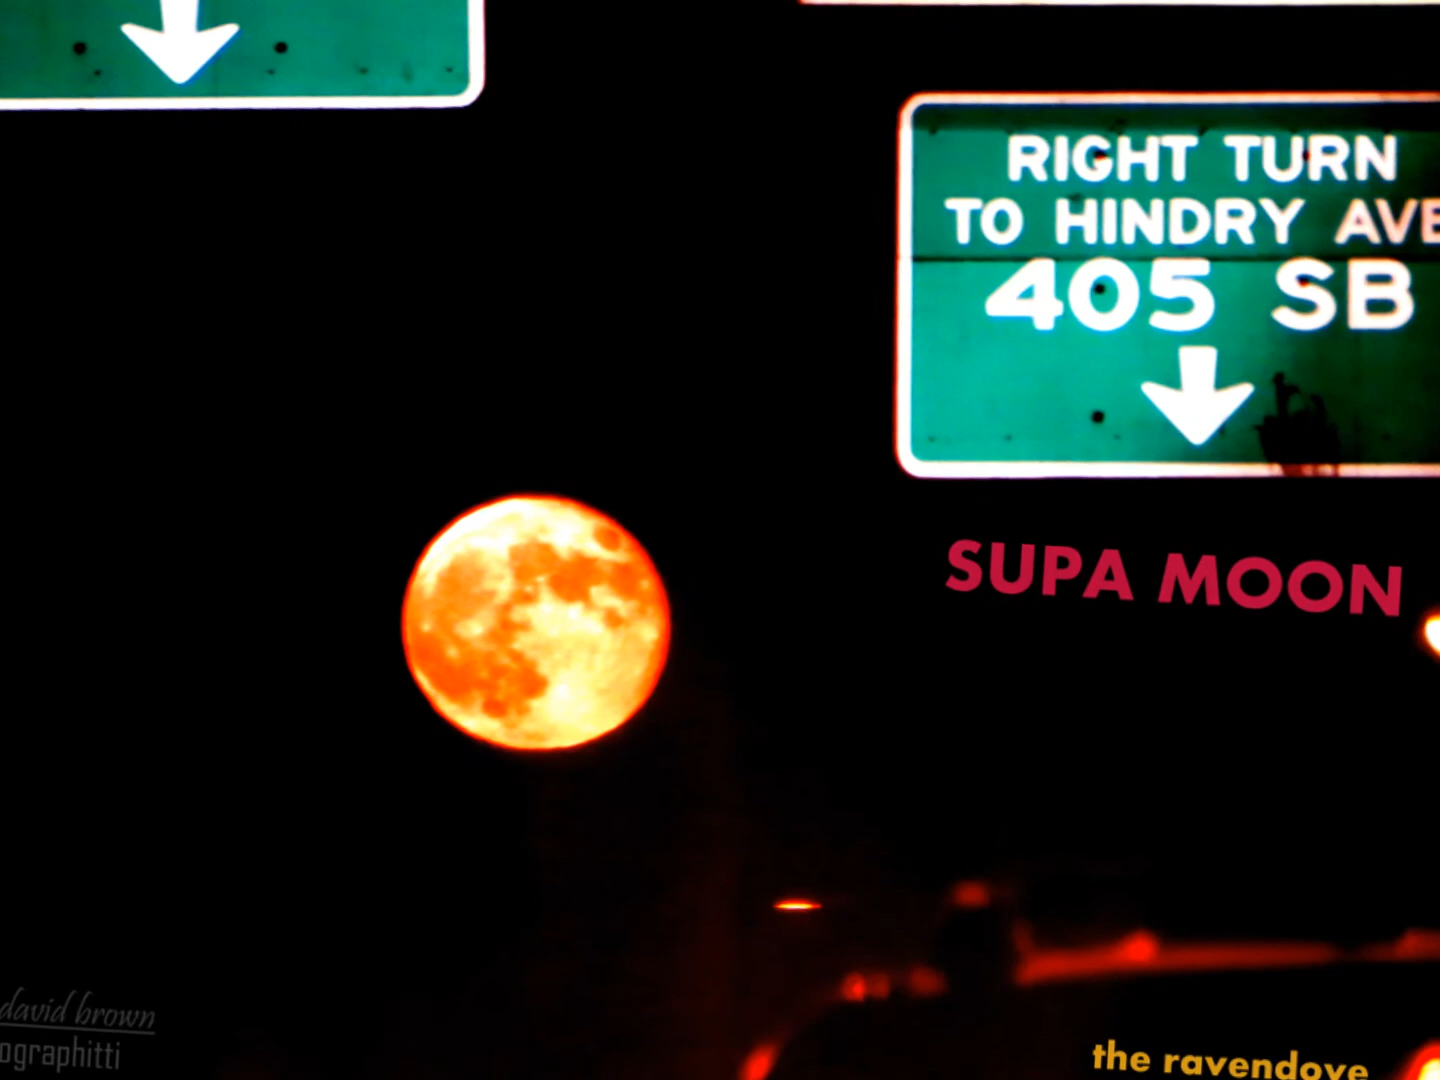 RIGHT TURN
TO HINDRY AVE
405 SB
SUPA MOON
david brown
ographitti
the ravendove